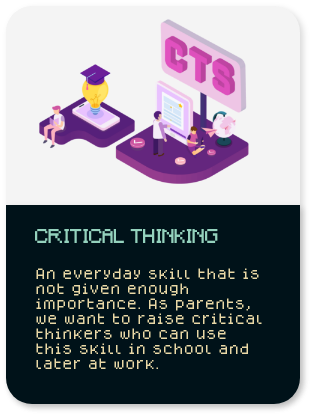 CTS
CRITICAL THINKING
An everyday skill that is
not given enough
importance. As parents,
we want to raise critical
thinkers who can use
this skill in school and
later at work.